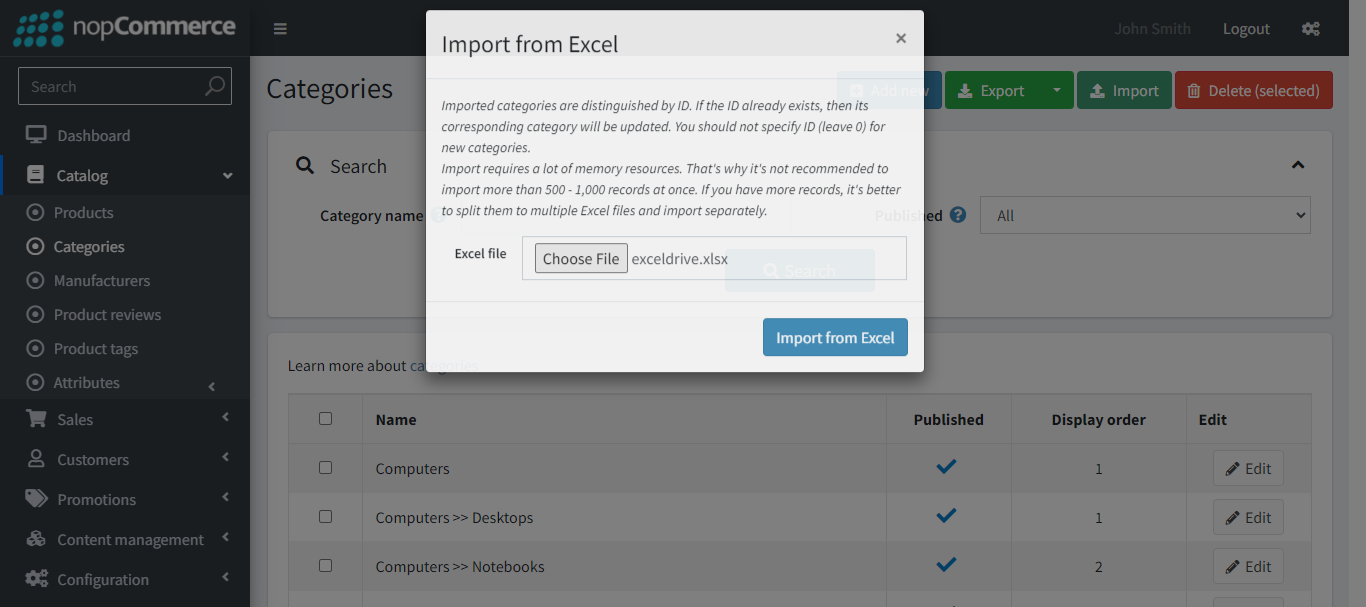 nopCommerce
John Smith
Logout
Search
Dashboard
Catalog
Products
Categories
Manufacturers
Product reviews
Product tags
Attributes
Sales
Customers
Promotions
Content management
Configuration
Categories
Add new
Export
Import
Delete (selected)
Search
Category name
Published
All
Search
Learn more about categories
Import from Excel
×
Imported categories are distinguished by ID. If the ID already exists, then its
corresponding category will be updated. You should not specify ID (leave 0) for
new categories.
Import requires a lot of memory resources. That's why it's not recommended to
import more than 500 - 1,000 records at once. If you have more records, it's better
to split them to multiple Excel files and import separately.
Excel file
Choose File exceldrive.xlsx
Import from Excel
Name Published Display order Edit
Computers 1 Edit
Computers >> Desktops 1 Edit
Computers >> Notebooks 2 Edit